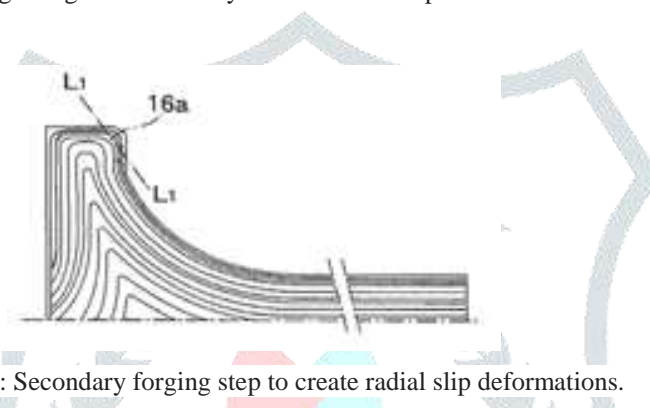 L1
16a
L1
: Secondary forging step to create radial slip deformations.